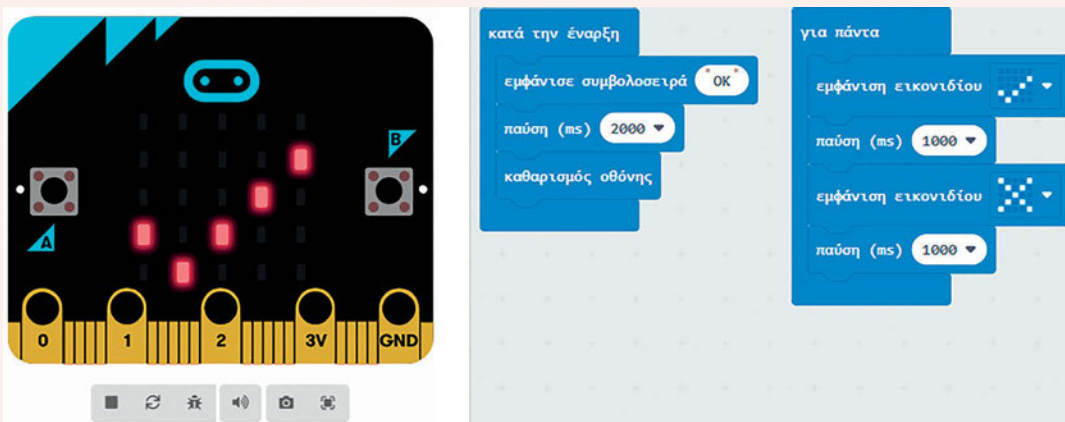 B
A
0 1 2 3V GND
κατά την έναρξη
εμφάνισε συμβολοσειρά "OK"
παύση (ms) 2000
καθαρισμός οθόνης
για πάντα
εμφάνιση εικονιδίου
παύση (ms) 1000
εμφάνιση εικονιδίου
παύση (ms) 1000